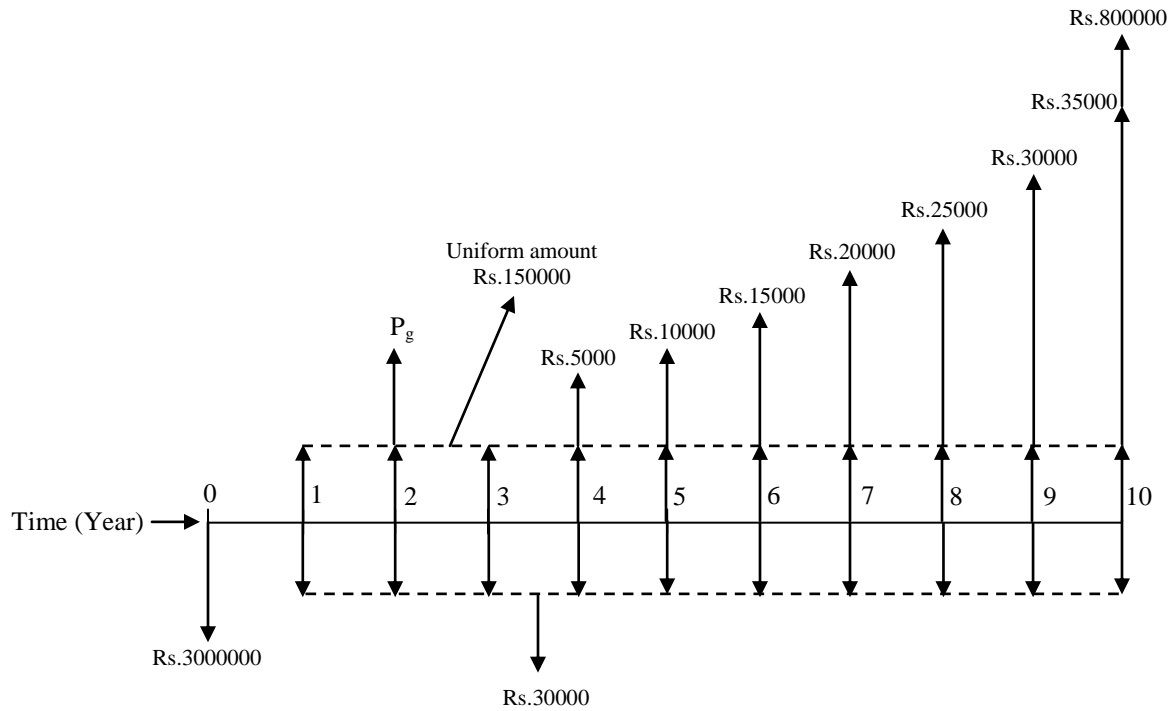 Rs.800000
Rs.35000
Rs.30000
Rs.25000
Uniform amount
Rs.150000
Rs.20000
Rs.15000
Pg
Rs.10000
Rs.5000
0 1 2 3 4 5 6 7 8 9 10
Time (Year)
Rs.3000000
Rs.30000